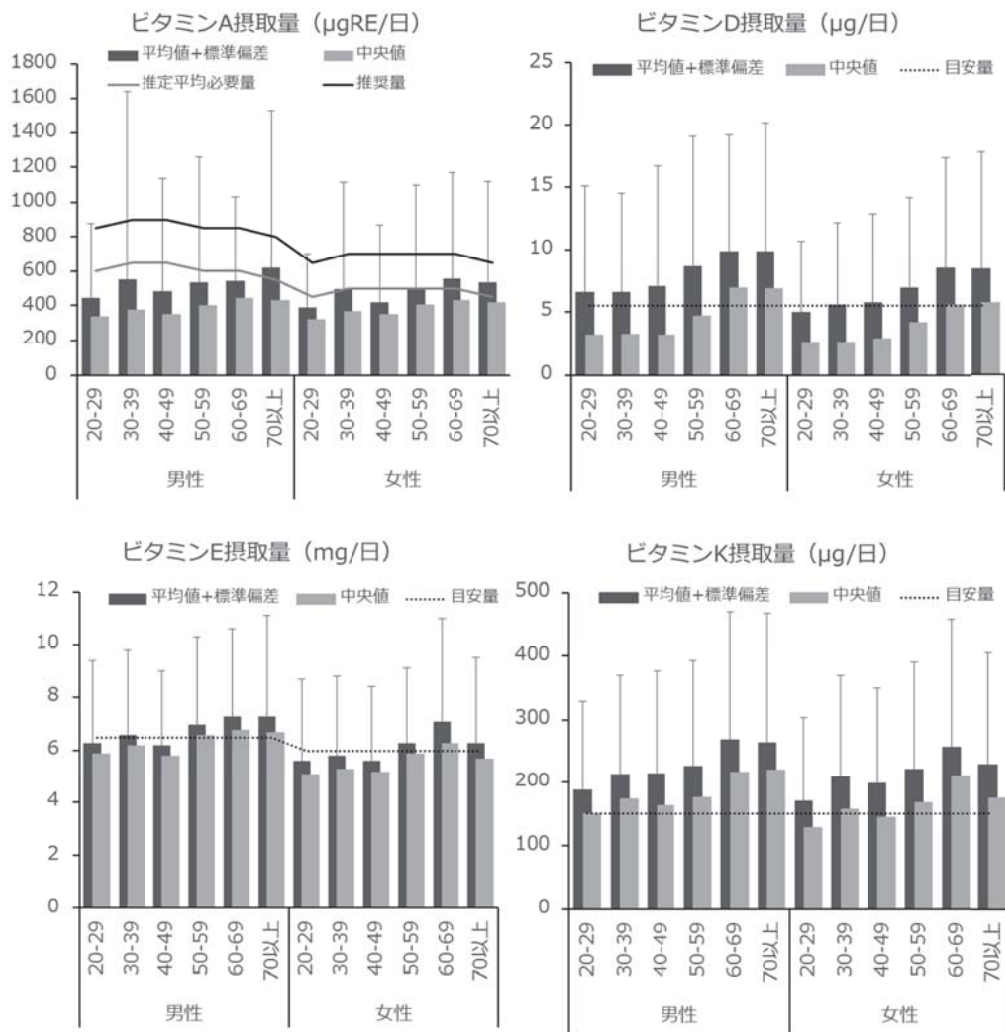 ビタミンA摂取量（μgRE/日）
平均値+標準偏差 中央値
推定平均必要量 推奨量
1800
1600
1400
1200
1000
800
600
400
200
0
20-29 30-39 40-49 50-59 60-69 70以上 20-29 30-39 40-49 50-59 60-69 70以上
男性 女性
ビタミンD摂取量（μg/日）
平均値+標準偏差 中央値 目安量
25
20
15
10
5
0
20-29 30-39 40-49 50-59 60-69 70以上 20-29 30-39 40-49 50-59 60-69 70以上
男性 女性
ビタミンE摂取量（mg/日）
平均値+標準偏差 中央値 目安量
12
10
8
6
4
2
0
20-29 30-39 40-49 50-59 60-69 70以上 20-29 30-39 40-49 50-59 60-69 70以上
男性 女性
ビタミンK摂取量（μg/日）
平均値+標準偏差 中央値 目安量
500
400
300
200
100
0
20-29 30-39 40-49 50-59 60-69 70以上 20-29 30-39 40-49 50-59 60-69 70以上
男性 女性